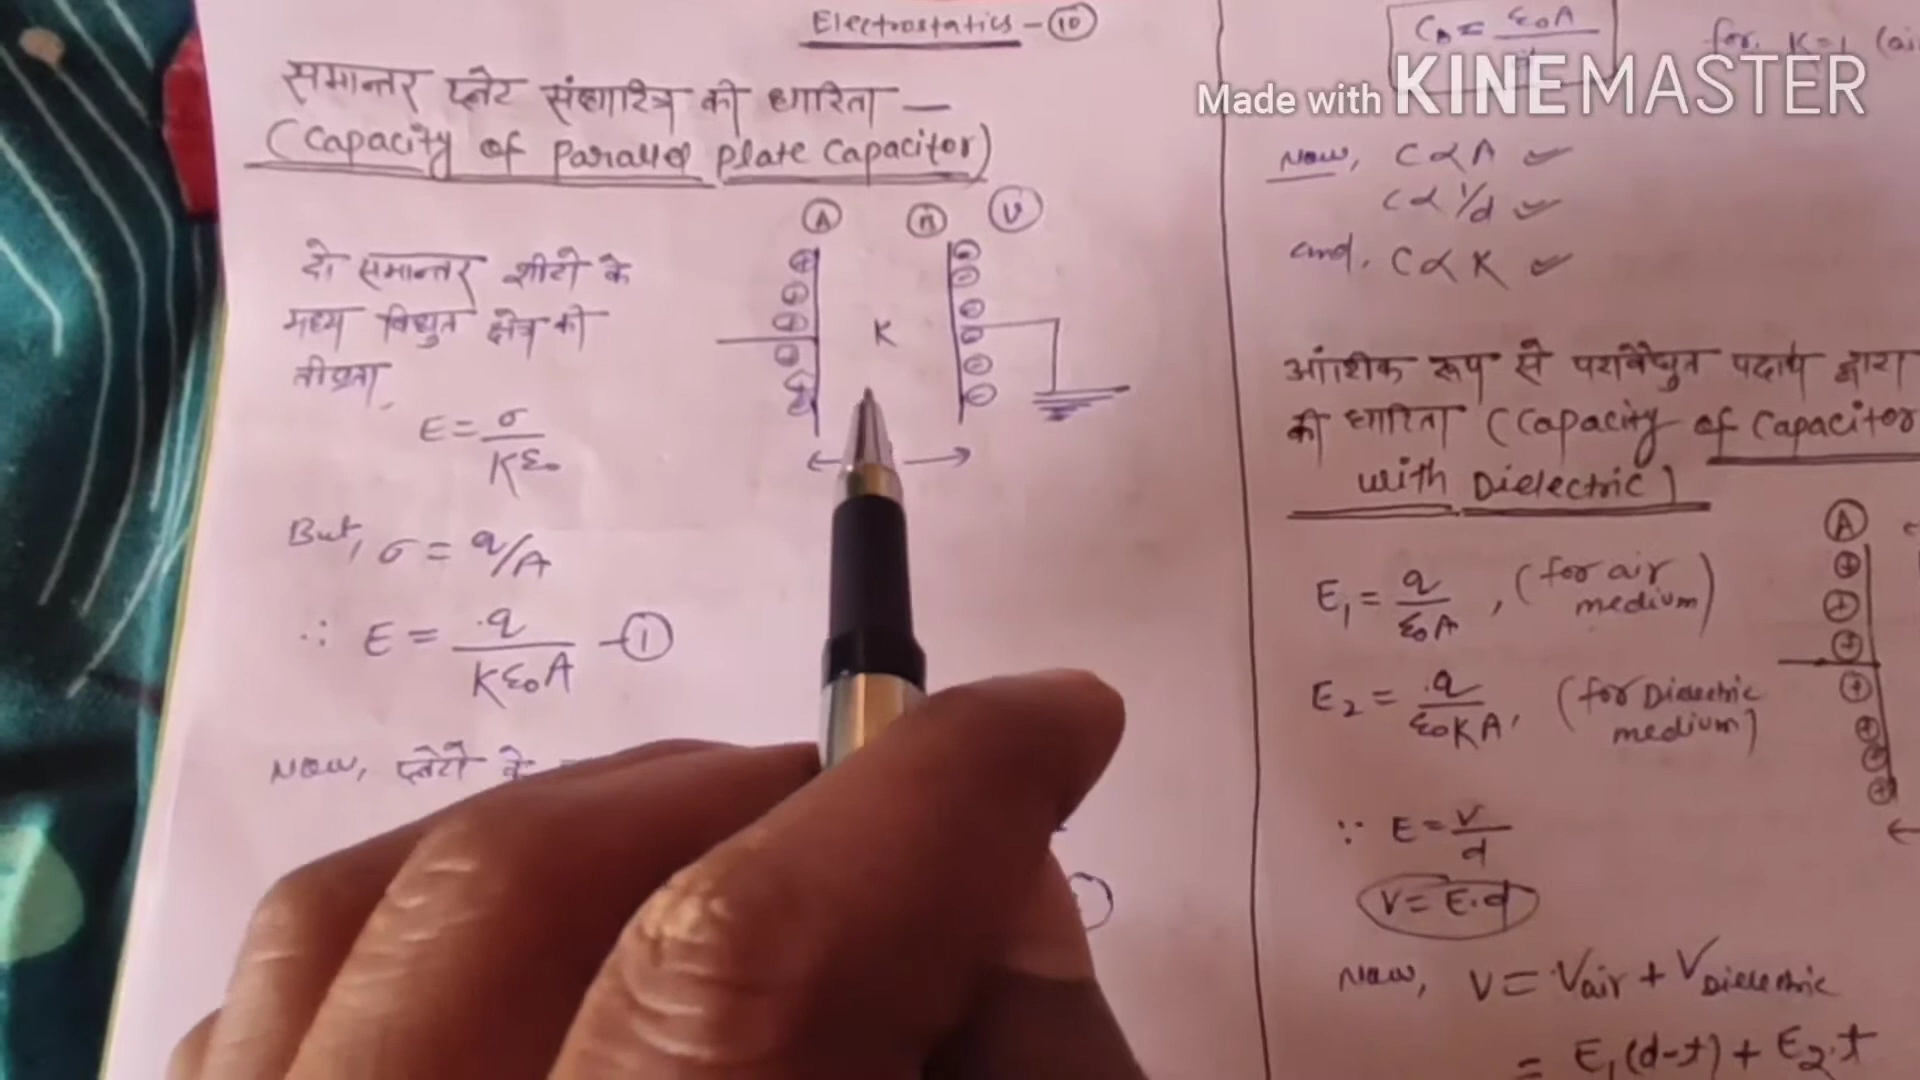 Electrostatics - 10
समान्तर प्लेट संधारित्र की धारिता —
(Capacity of Parallel Plate Capacitor)
A B V
दो समान्तर शीटो के
मध्य विद्युत क्षेत्र की
तीव्रता,
K
E = σ/Kε₀
But, σ = q/A
∴ E = q/Kε₀A - 1
Now, प्लेटों के
Made with KINEMASTER
ε₀A
for K=1
Now, C ∝ A ✓
C ∝ 1/d ✓
and, C ∝ K ✓
आंशिक रूप से परावैद्युत पदार्थ द्वारा
की धारिता (Capacity of Capacitor
with Dielectric)
A
E₁ = q/ε₀A, (for air medium)
E₂ = q/ε₀KA, (for Dielectric medium)
∵ E = V/d
V = E.d
Now, V = Vair + VDielectric
= E₁(d-t) + E₂.t